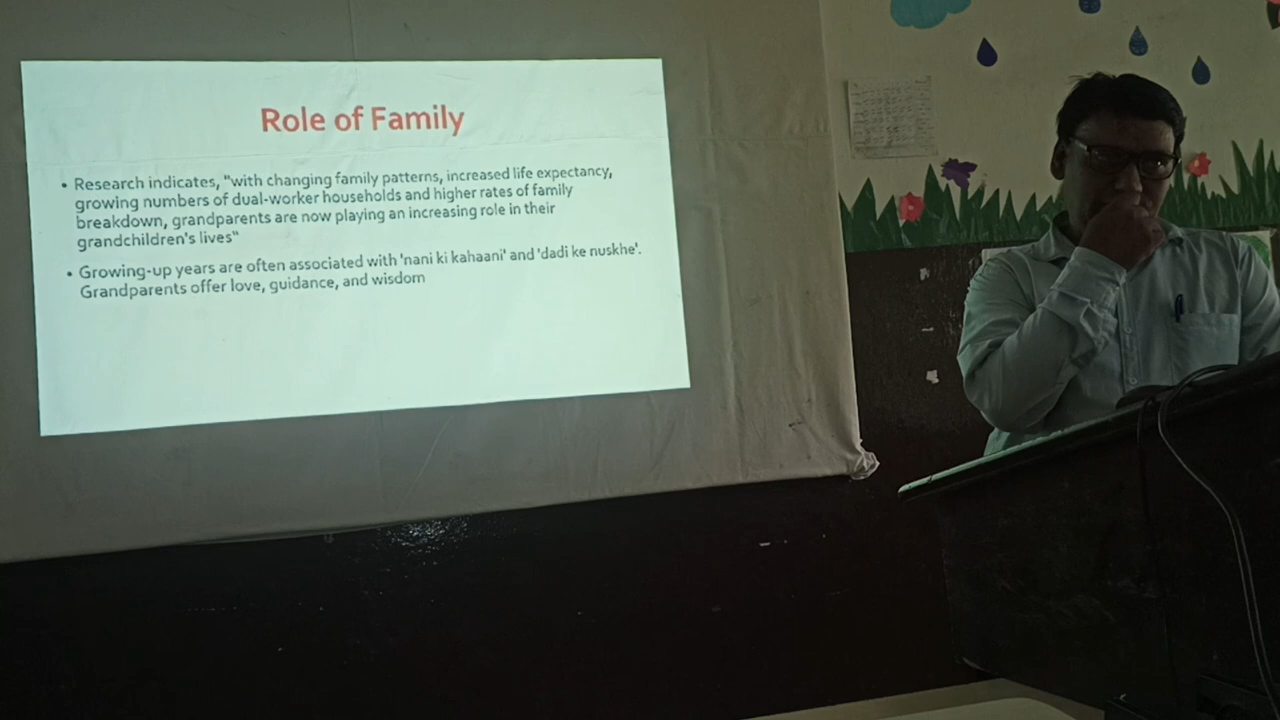 Role of Family
• Research indicates, "with changing family patterns, increased life expectancy,
growing numbers of dual-worker households and higher rates of family
breakdown, grandparents are now playing an increasing role in their
grandchildren's lives"
• Growing-up years are often associated with 'nani ki kahaani' and 'dadi ke nuskhe'.
Grandparents offer love, guidance, and wisdom